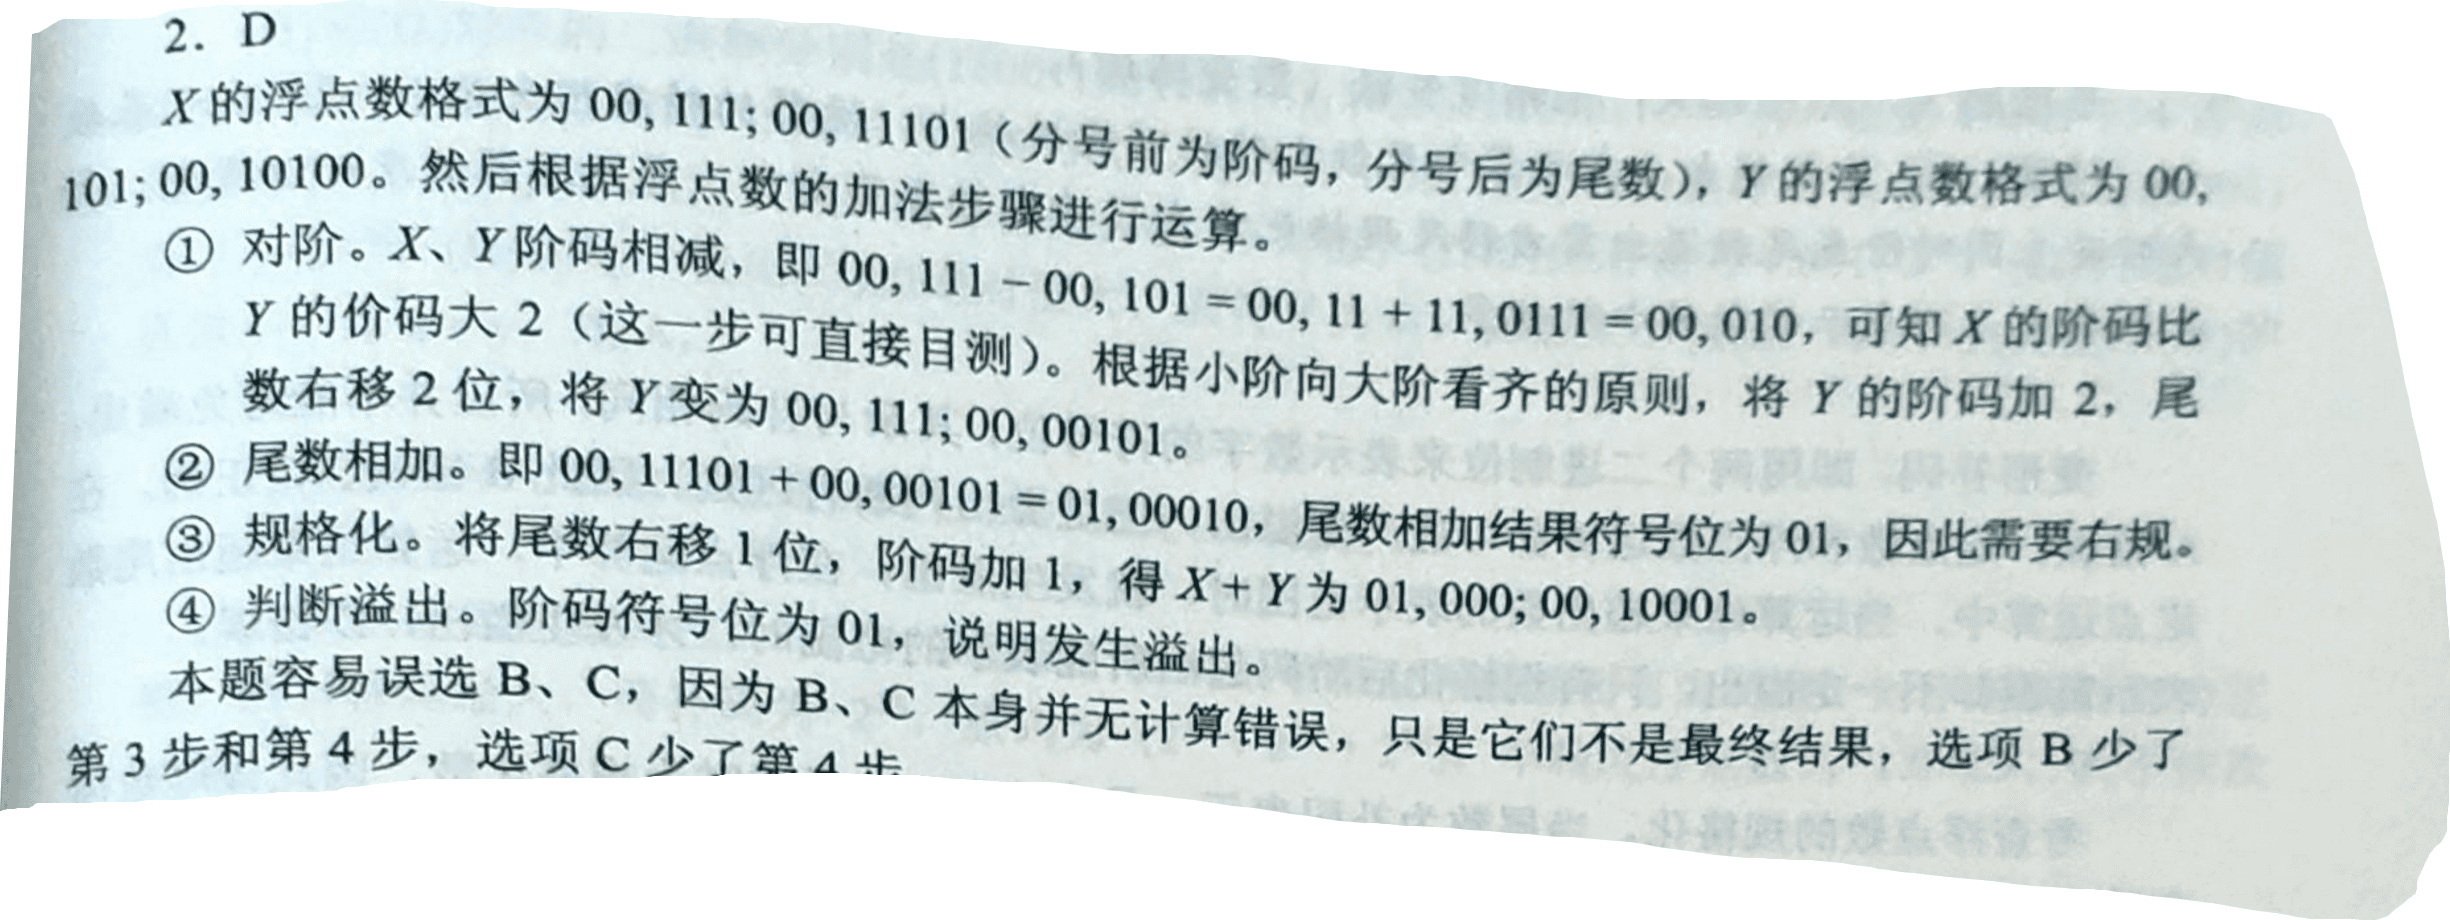 2. D
X 的浮点数格式为 00, 111; 00, 11101（分号前为阶码，分号后为尾数），Y 的浮点数格式为 00,
101; 00, 10100。然后根据浮点数的加法步骤进行运算。
① 对阶。X、Y 阶码相减，即 00, 111 − 00, 101 = 00, 11 + 11, 0111 = 00, 010，可知 X 的阶码比
Y 的价码大 2（这一步可直接目测）。根据小阶向大阶看齐的原则，将 Y 的阶码加 2，尾
数右移 2 位，将 Y 变为 00, 111; 00, 00101。
② 尾数相加。即 00, 11101 + 00, 00101 = 01, 00010，尾数相加结果符号位为 01，因此需要右规。
③ 规格化。将尾数右移 1 位，阶码加 1，得 X + Y 为 01, 000; 00, 10001。
④ 判断溢出。阶码符号位为 01，说明发生溢出。
本题容易误选 B、C，因为 B、C 本身并无计算错误，只是它们不是最终结果，选项 B 少了
第 3 步和第 4 步，选项 C 少了第 4 步